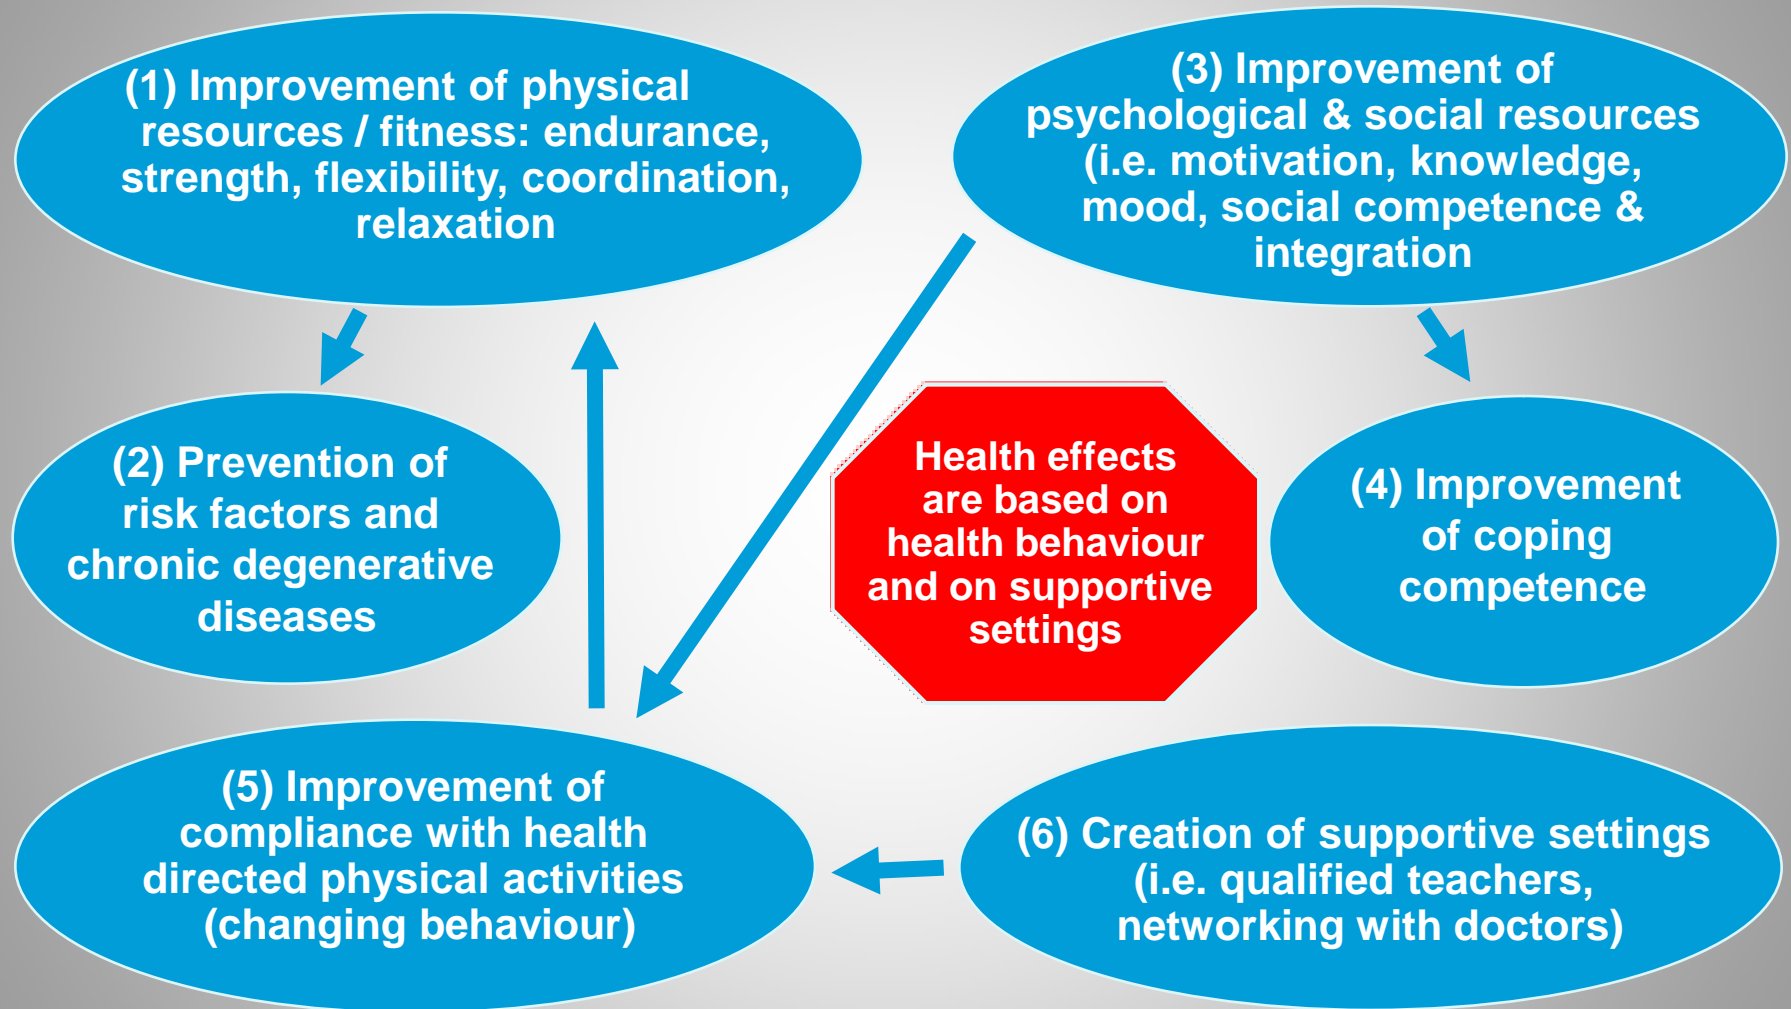 (1) Improvement of physical
resources / fitness: endurance,
strength, flexibility, coordination,
relaxation
(2) Prevention of
risk factors and
chronic degenerative
diseases
(3) Improvement of
psychological & social resources
(i.e. motivation, knowledge,
mood, social competence &
integration
(4) Improvement
of coping
competence
Health effects
are based on
health behaviour
and on supportive
settings
(5) Improvement of
compliance with health
directed physical activities
(changing behaviour)
(6) Creation of supportive settings
(i.e. qualified teachers,
networking with doctors)